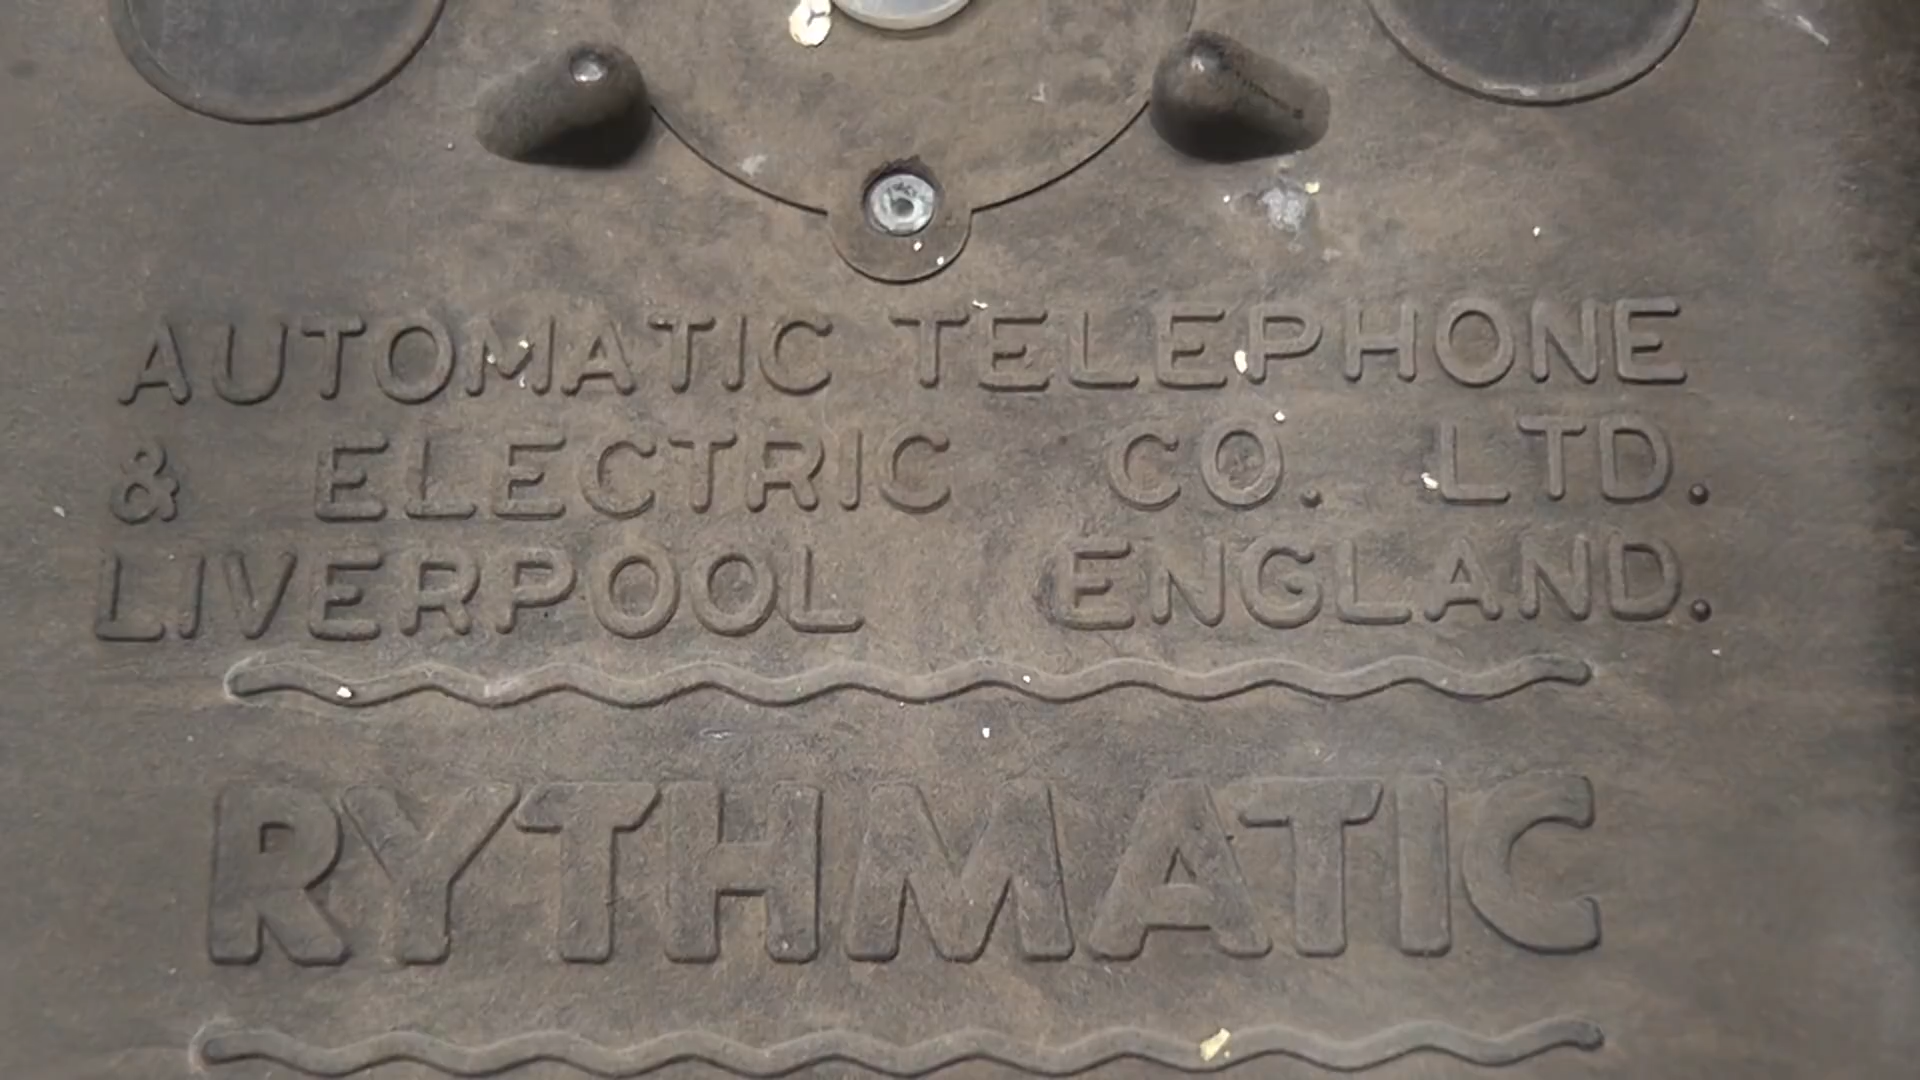 AUTOMATIC TELEPHONE
& ELECTRIC CO. LTD.
LIVERPOOL ENGLAND.
RYTHMATIC